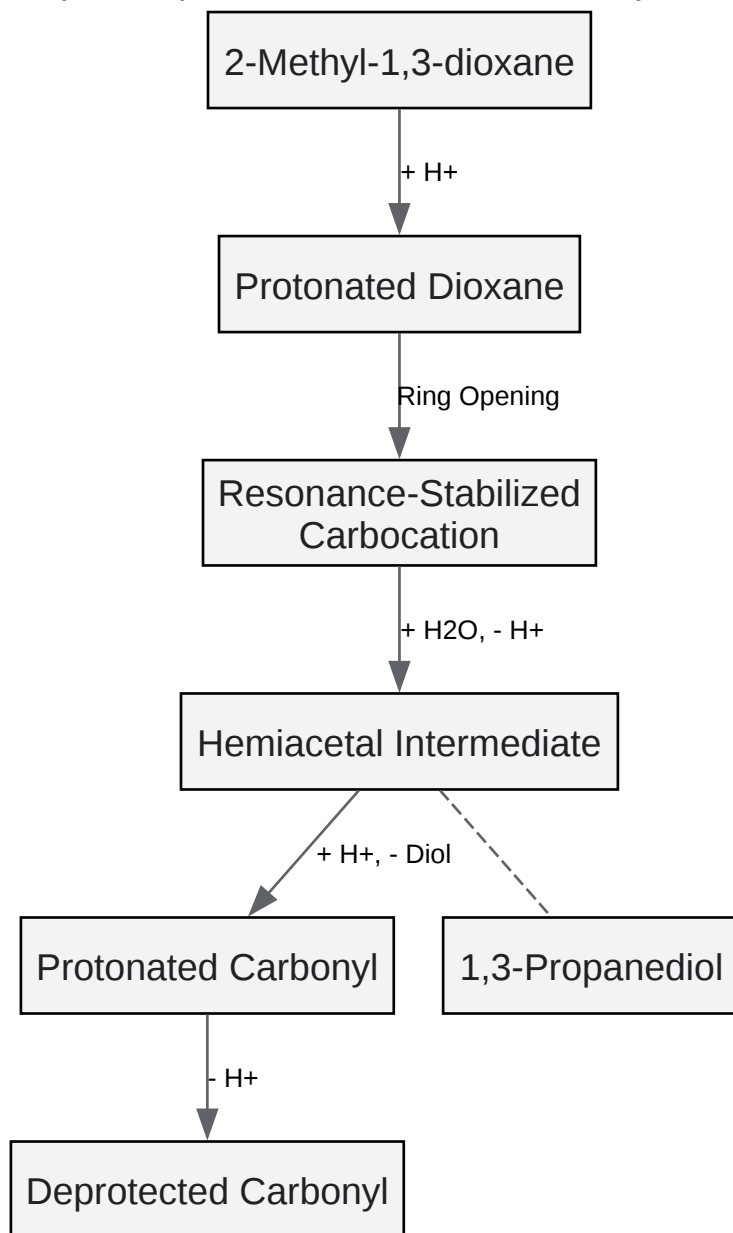 2-Methyl-1,3-dioxane
+ H+
Protonated Dioxane
Ring Opening
Resonance-Stabilized
Carbocation
+ H2O, - H+
Hemiacetal Intermediate
+ H+, - Diol
Protonated Carbonyl
1,3-Propanediol
- H+
Deprotected Carbonyl